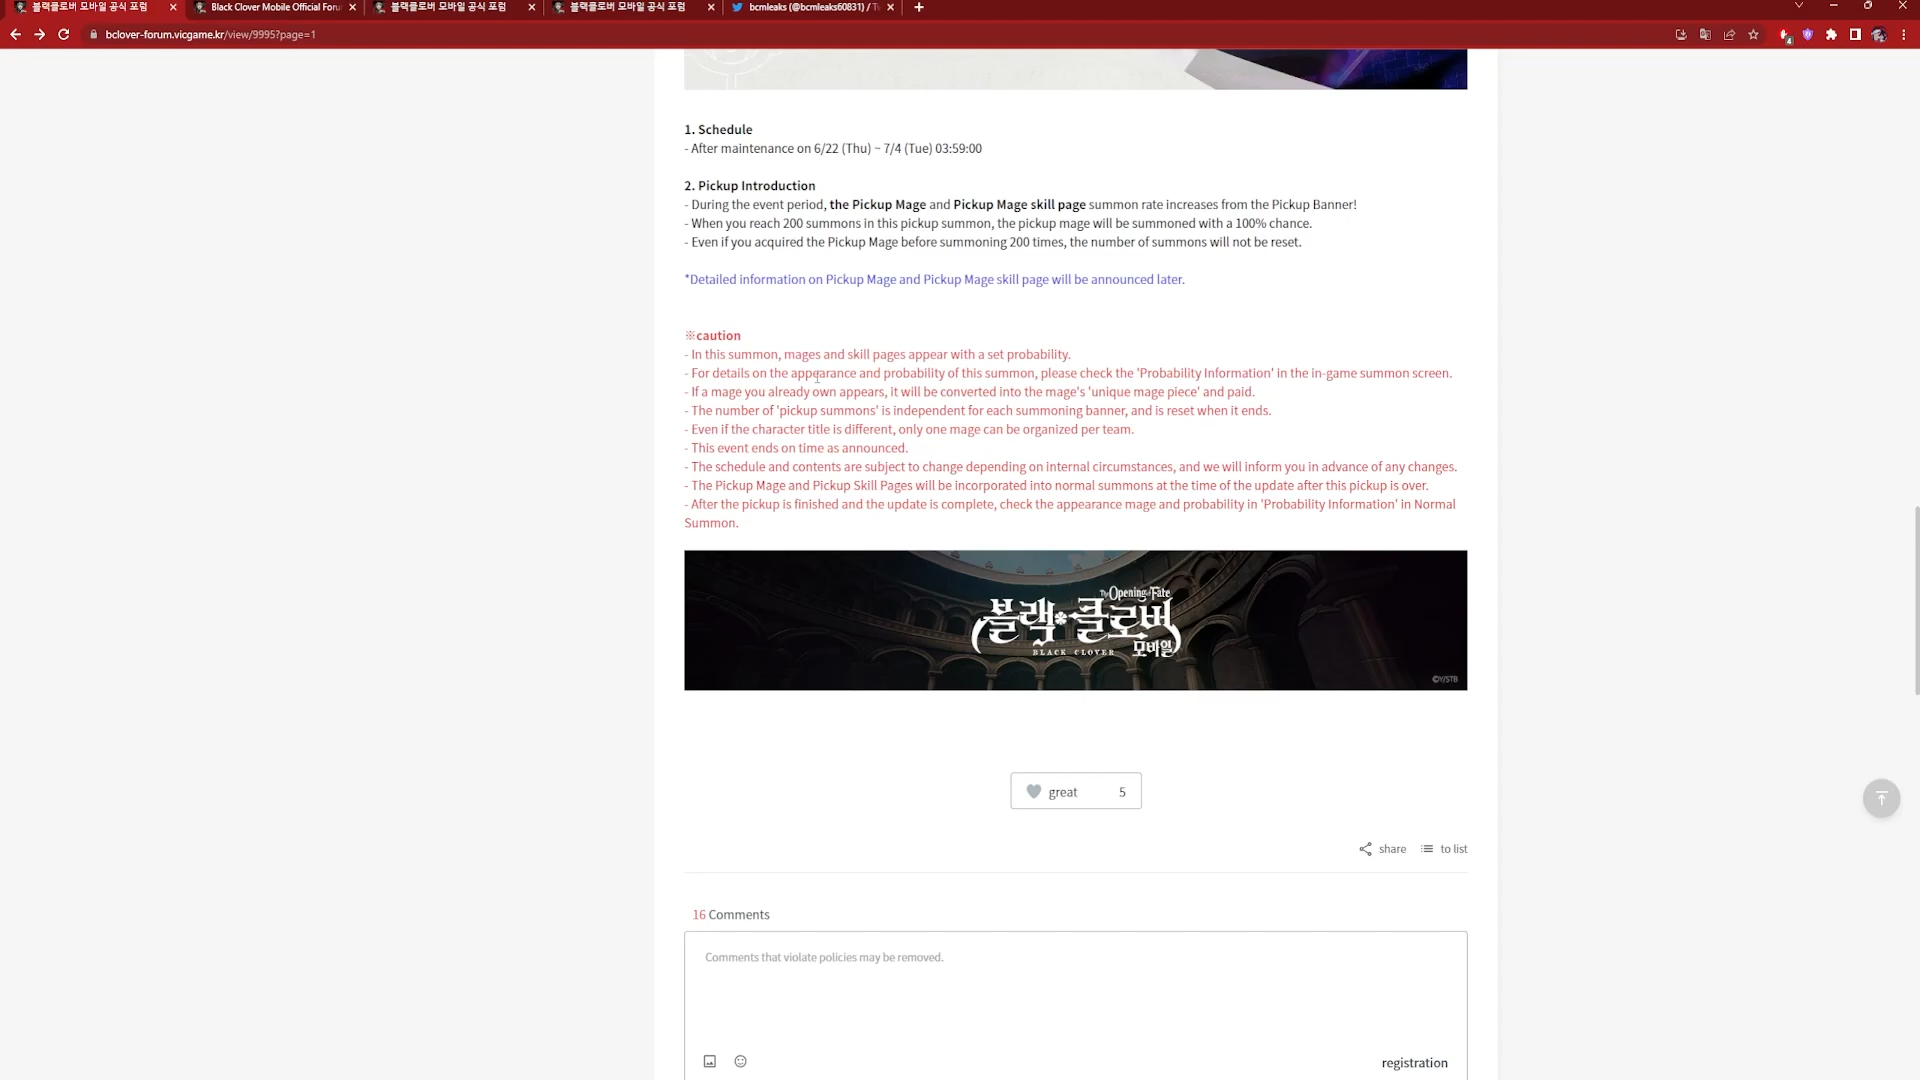 블랙클로버 모바일 공식 포럼
Black Clover Mobile Official Foru
블랙클로버 모바일 공식 포럼
블랙클로버 모바일 공식 포럼
bcmleaks (@bcmleaks60831) / T
bclover-forum.vicgame.kr/view/9995?page=1
4
1. Schedule
- After maintenance on 6/22 (Thu) ~ 7/4 (Tue) 03:59:00
2. Pickup Introduction
- During the event period, the Pickup Mage and Pickup Mage skill page summon rate increases from the Pickup Banner!
- When you reach 200 summons in this pickup summon, the pickup mage will be summoned with a 100% chance.
- Even if you acquired the Pickup Mage before summoning 200 times, the number of summons will not be reset.
*Detailed information on Pickup Mage and Pickup Mage skill page will be announced later.
※caution
- In this summon, mages and skill pages appear with a set probability.
- For details on the appearance and probability of this summon, please check the 'Probability Information' in the in-game summon screen.
- If a mage you already own appears, it will be converted into the mage's 'unique mage piece' and paid.
- The number of 'pickup summons' is independent for each summoning banner, and is reset when it ends.
- Even if the character title is different, only one mage can be organized per team.
- This event ends on time as announced.
- The schedule and contents are subject to change depending on internal circumstances, and we will inform you in advance of any changes.
- The Pickup Mage and Pickup Skill Pages will be incorporated into normal summons at the time of the update after this pickup is over.
- After the pickup is finished and the update is complete, check the appearance mage and probability in 'Probability Information' in Normal
Summon.
The Opening of Fate
블랙클로버
BLACK CLOVER
모바일
©Y/STB
great 5
share to list
16 Comments
Comments that violate policies may be removed.
registration